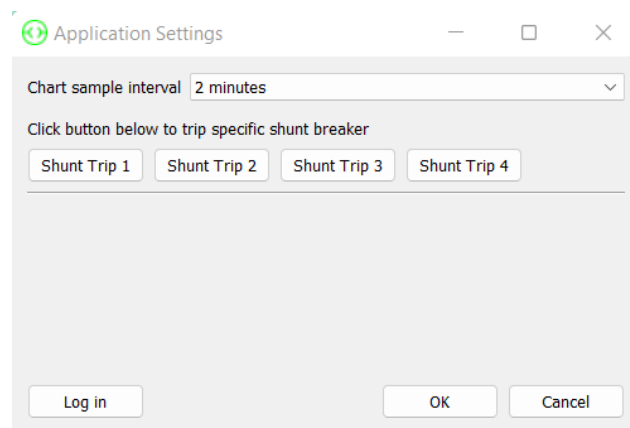 Application Settings
Chart sample interval 2 minutes
Click button below to trip specific shunt breaker
Shunt Trip 1 Shunt Trip 2 Shunt Trip 3 Shunt Trip 4
Log in OK Cancel